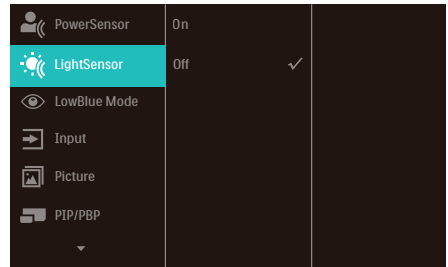 PowerSensor
On
LightSensor
Off
LowBlue Mode
Input
Picture
PIP/PBP